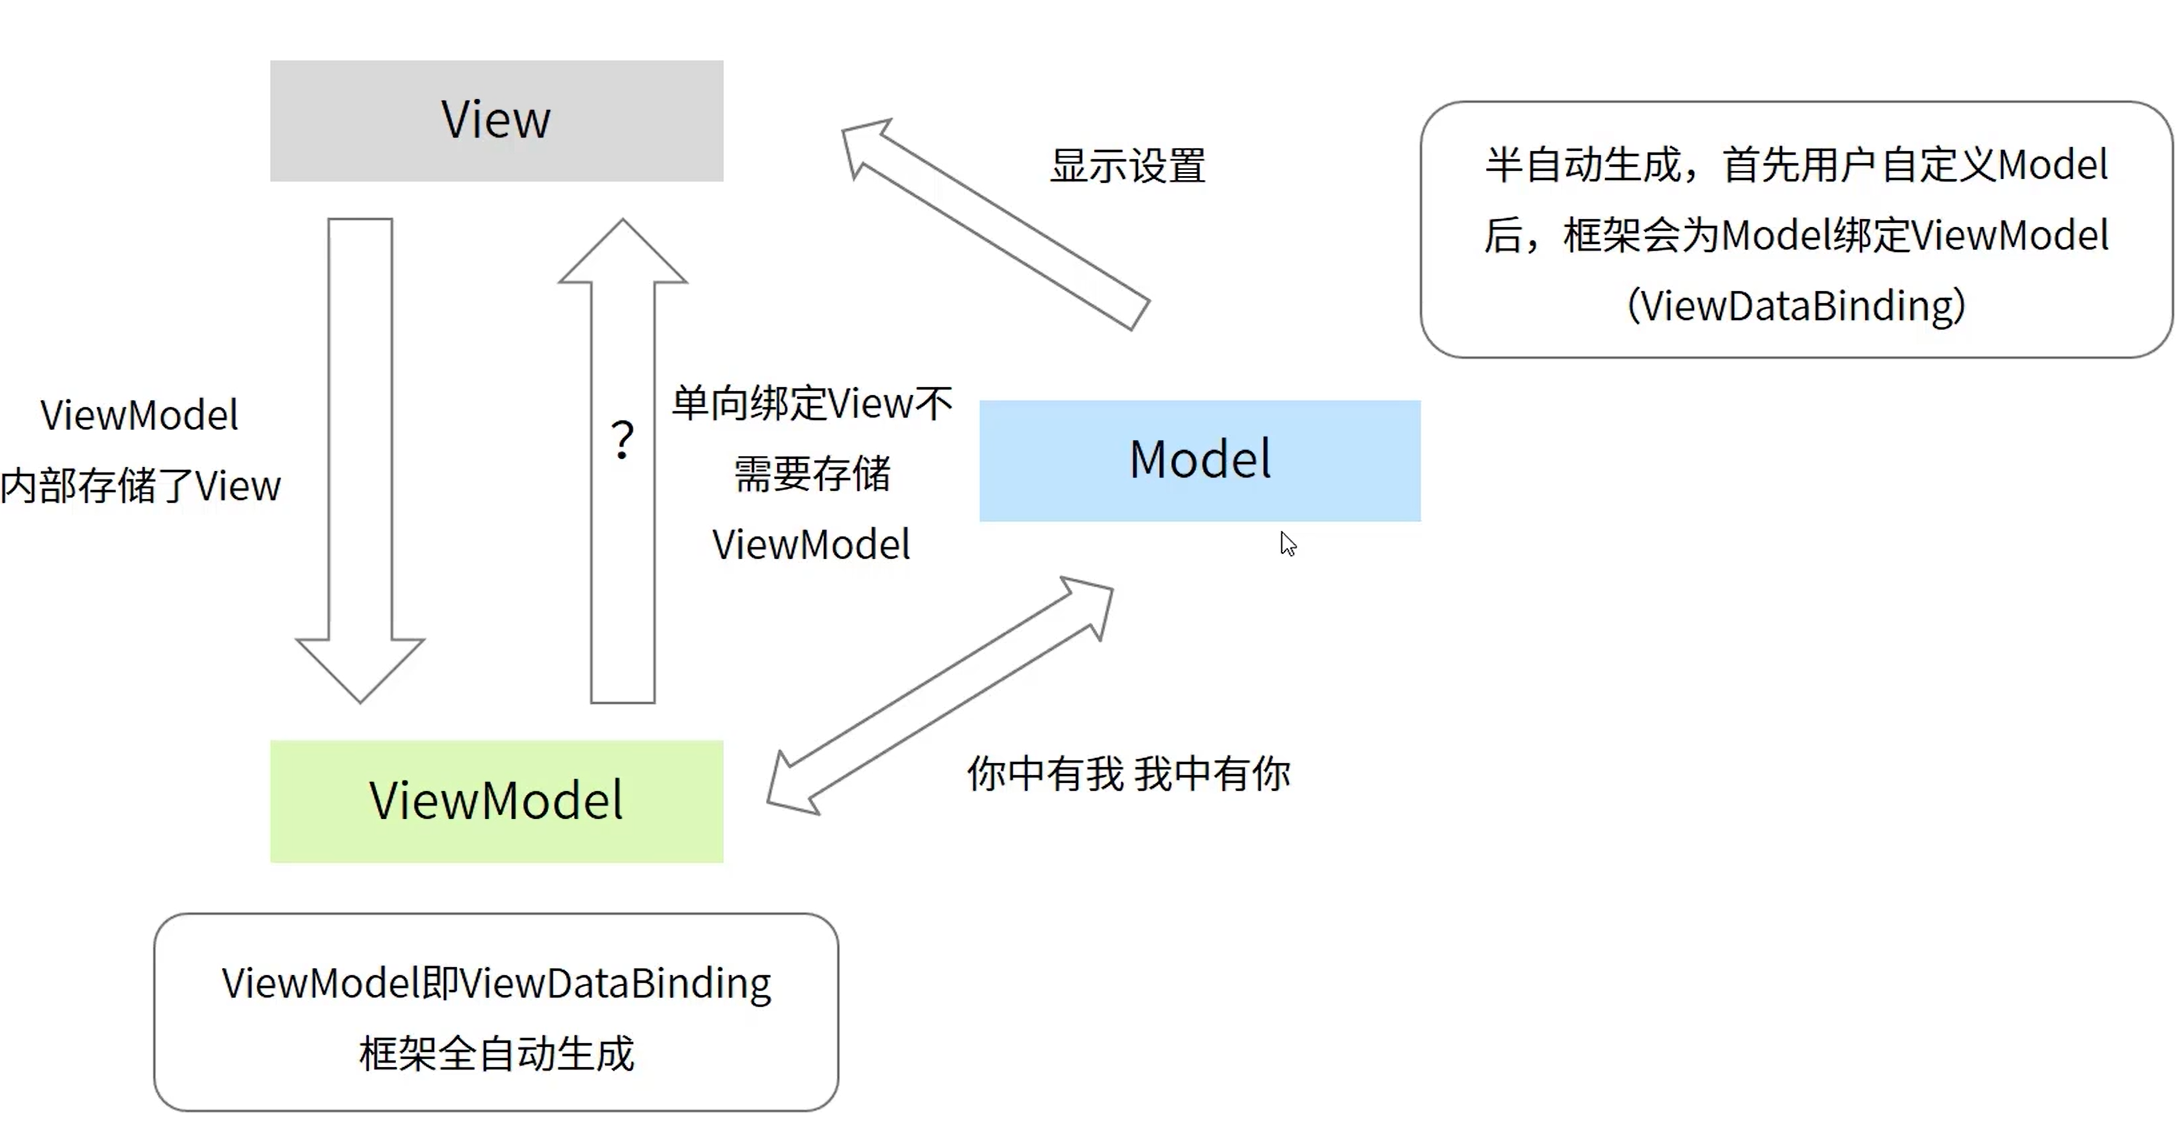 View
显示设置
半自动生成，首先用户自定义Model
后，框架会为Model绑定ViewModel
（ViewDataBinding）
ViewModel
内部存储了View
？
单向绑定View不
需要存储
ViewModel
Model
你中有我 我中有你
ViewModel
ViewModel即ViewDataBinding
框架全自动生成